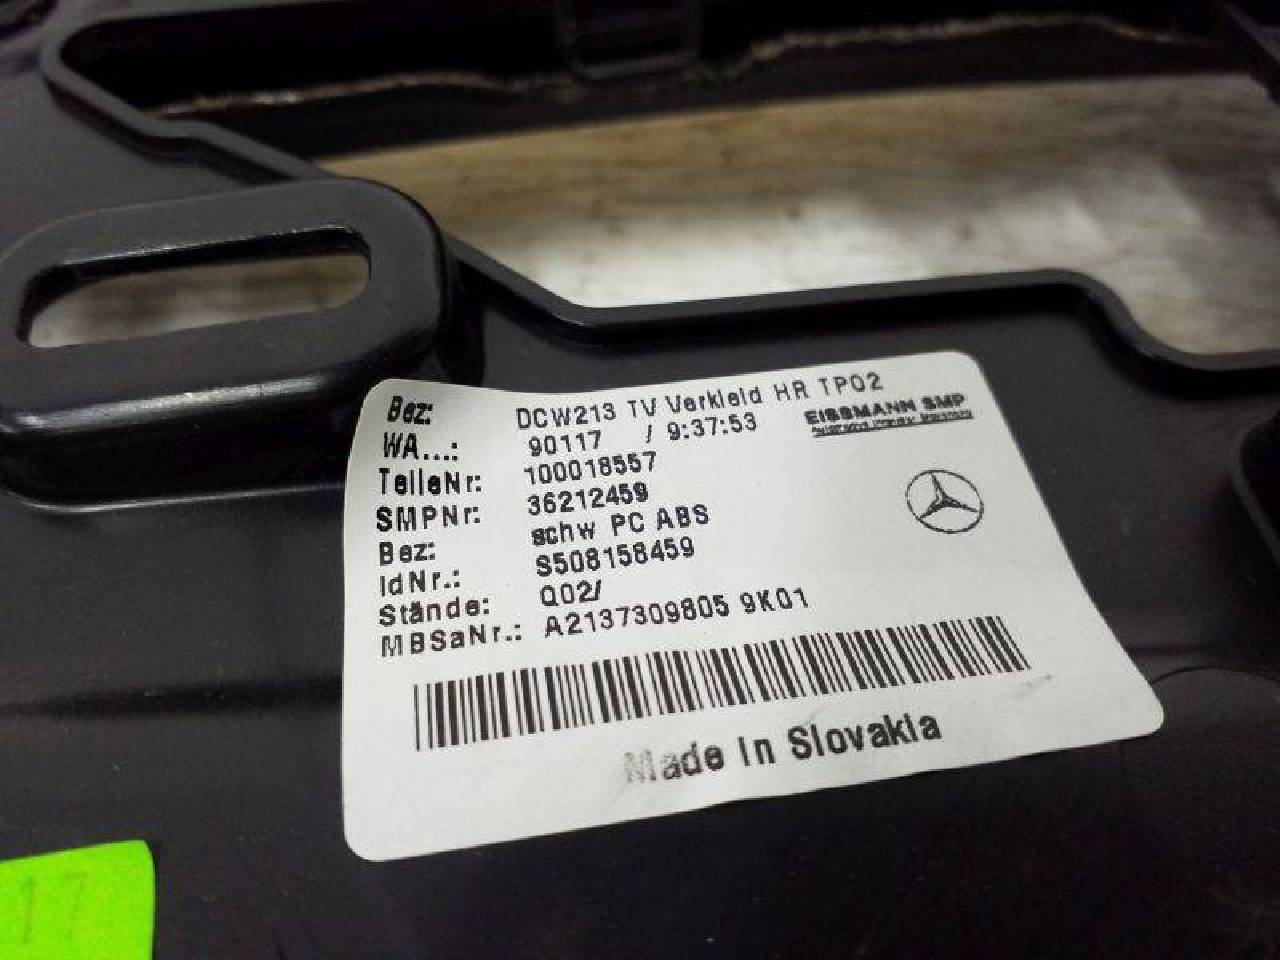 Bez: DCW213 TV Verkleid HR TP02
WA...: 90117 / 9:37:53
EISSMANN SMP
TeileNr: 100018557
SMPNr: 36212459
Bez: schw PC ABS
IdNr.: S508158459
Stände: Q02/
MBSaNr.: A2137309805 9K01
Made in Slovakia
17